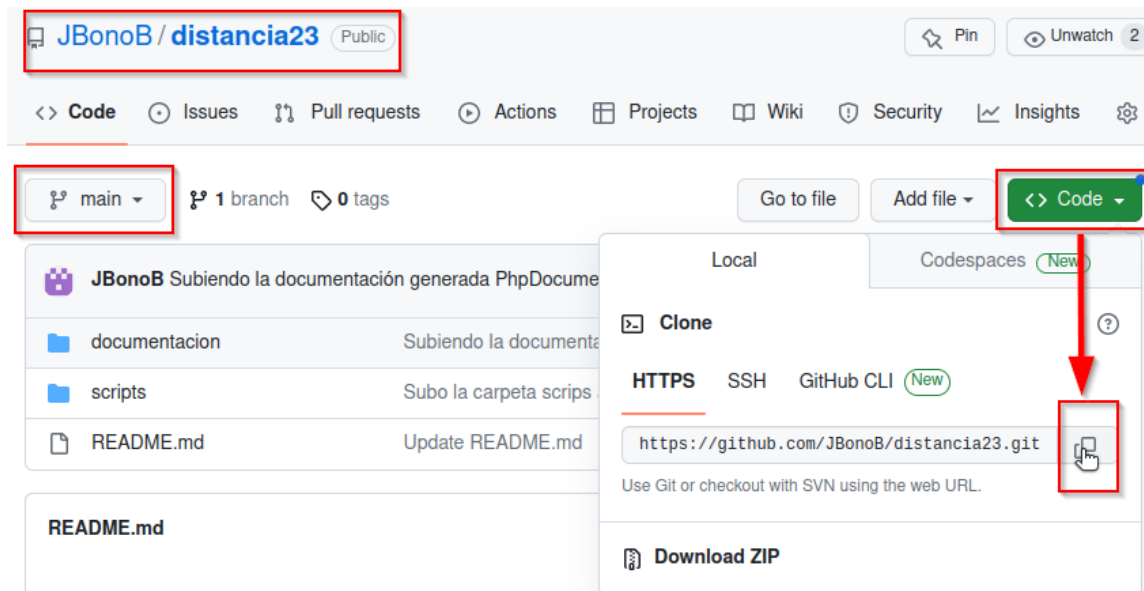 JBonoB / distancia23 Public
Pin
Unwatch 2
Code Issues Pull requests Actions Projects Wiki Security Insights
main 1 branch 0 tags
Go to file Add file <> Code
JBonoB Subiendo la documentación generada PhpDocume
documentacion Subiendo la documenta
scripts Subo la carpeta scrips
README.md Update README.md
README.md
Local Codespaces New
Clone
HTTPS SSH GitHub CLI New
https://github.com/JBonoB/distancia23.git
Use Git or checkout with SVN using the web URL.
Download ZIP